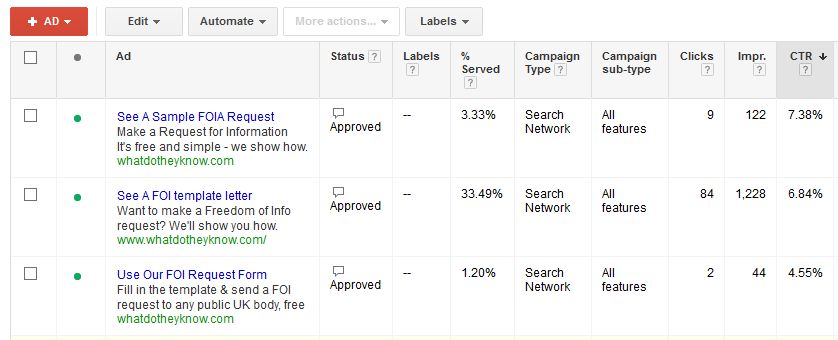 + AD Edit Automate More actions... Labels
Ad Status ? Labels ? % Served ? Campaign Type ? Campaign sub-type Clicks ? Impr. ? CTR ?
See A Sample FOIA Request
Make a Request for Information
It's free and simple - we show how.
whatdotheyknow.com
Approved -- 3.33% Search Network All features 9 122 7.38%
See A FOI template letter
Want to make a Freedom of Info
request? We'll show you how.
www.whatdotheyknow.com/
Approved -- 33.49% Search Network All features 84 1,228 6.84%
Use Our FOI Request Form
Fill in the template & send a FOI
request to any public UK body, free
whatdotheyknow.com
Approved -- 1.20% Search Network All features 2 44 4.55%